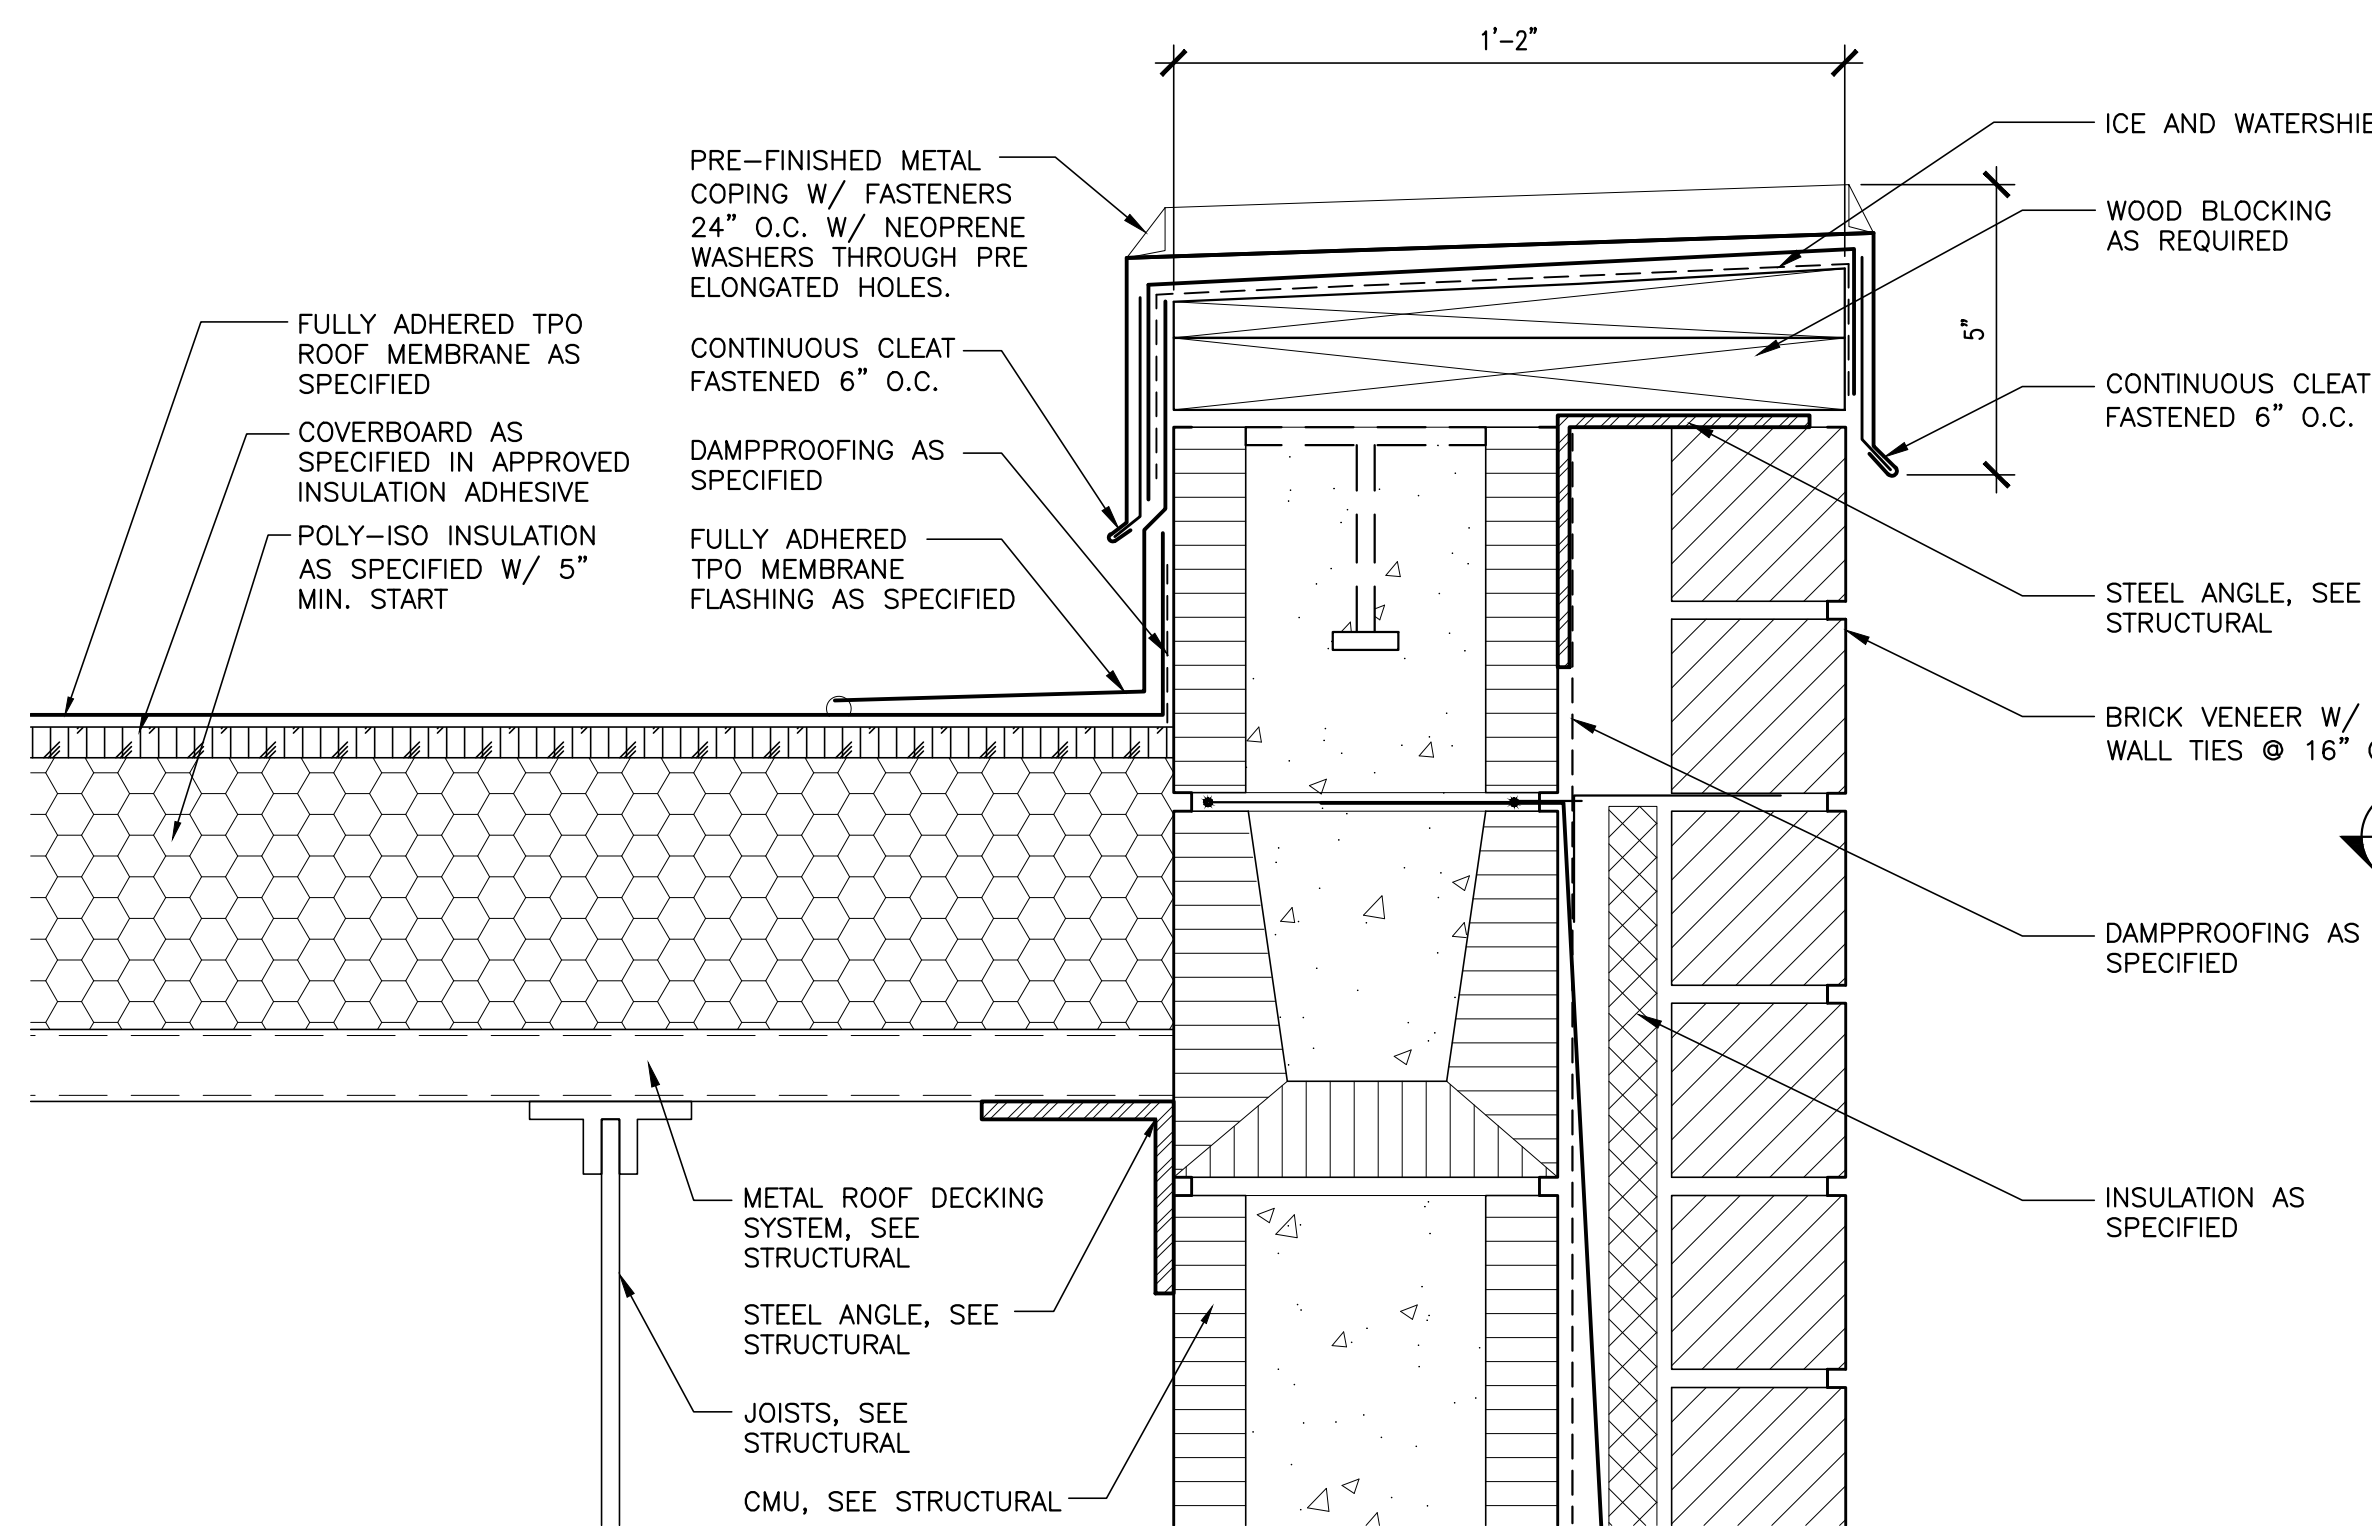 1'-2"
PRE-FINISHED METAL
COPING W/ FASTENERS
24" O.C. W/ NEOPRENE
WASHERS THROUGH PRE
ELONGATED HOLES.
CONTINUOUS CLEAT
FASTENED 6" O.C.
DAMPPROOFING AS
SPECIFIED
FULLY ADHERED
TPO MEMBRANE
FLASHING AS SPECIFIED
FULLY ADHERED TPO
ROOF MEMBRANE AS
SPECIFIED
COVERBOARD AS
SPECIFIED IN APPROVED
INSULATION ADHESIVE
POLY-ISO INSULATION
AS SPECIFIED W/ 5"
MIN. START
ICE AND
WOOD BLOCKING
AS REQUIRED
5"
CONTINUOUS CLEAT
FASTENED 6" O.C.
STEEL ANGLE, SEE
STRUCTURAL
BRICK VENEER W/
WALL TIES @ 16"
DAMPPROOFING AS
SPECIFIED
INSULATION AS
SPECIFIED
METAL ROOF DECKING
SYSTEM, SEE
STRUCTURAL
STEEL ANGLE, SEE
STRUCTURAL
JOISTS, SEE
STRUCTURAL
CMU, SEE STRUCTURAL